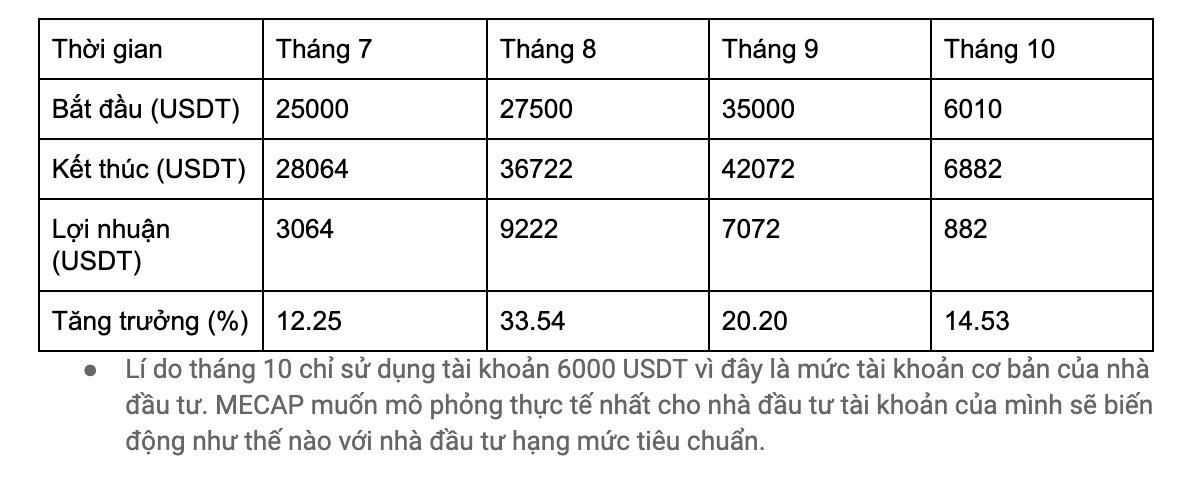 Thời gian Tháng 7 Tháng 8 Tháng 9 Tháng 10
Bắt đầu (USDT) 25000 27500 35000 6010
Kết thúc (USDT) 28064 36722 42072 6882
Lợi nhuận 3064 9222 7072 882
(USDT)
Tăng trưởng (%) 12.25 33.54 20.20 14.53
● Lí do tháng 10 chỉ sử dụng tài khoản 6000 USDT vì đây là mức tài khoản cơ bản của nhà
đầu tư. MECAP muốn mô phỏng thực tế nhất cho nhà đầu tư tài khoản của mình sẽ biến
động như thế nào với nhà đầu tư hạng mức tiêu chuẩn.